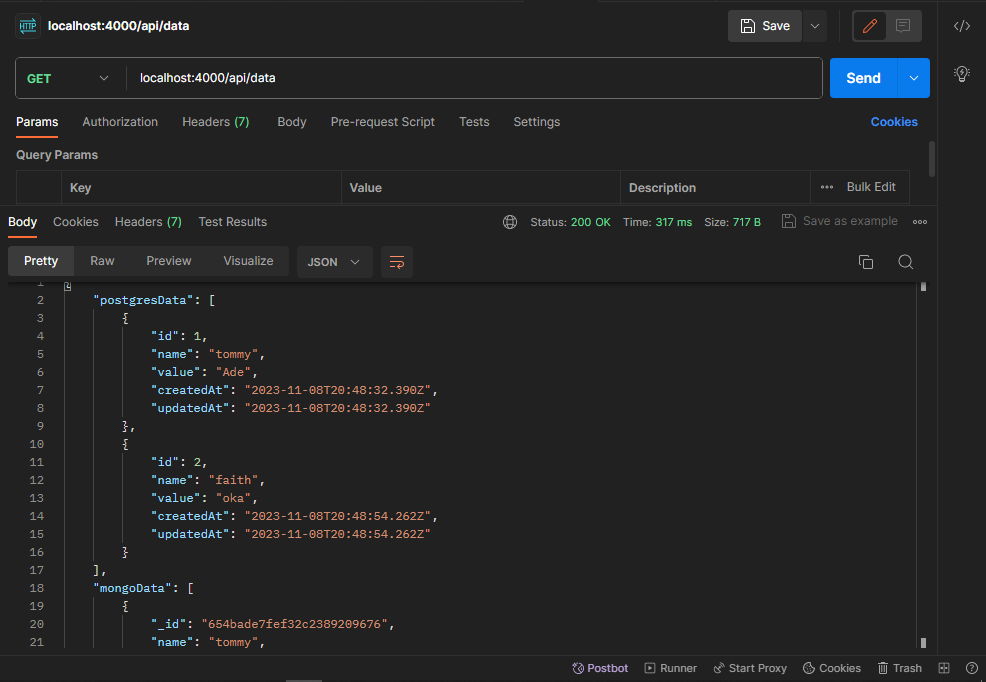 HTTP localhost:4000/api/data Save
GET localhost:4000/api/data Send
Params Authorization Headers (7) Body Pre-request Script Tests Settings Cookies
Query Params
Key Value Description Bulk Edit
Body Cookies Headers (7) Test Results Status: 200 OK Time: 317 ms Size: 717 B Save as example
Pretty Raw Preview Visualize JSON
1 {
2 "postgresData": [
3 {
4 "id": 1,
5 "name": "tommy",
6 "value": "Ade",
7 "createdAt": "2023-11-08T20:48:32.390Z",
8 "updatedAt": "2023-11-08T20:48:32.390Z"
9 },
10 {
11 "id": 2,
12 "name": "faith",
13 "value": "oka",
14 "createdAt": "2023-11-08T20:48:54.262Z",
15 "updatedAt": "2023-11-08T20:48:54.262Z"
16 }
17 ],
18 "mongoData": [
19 {
20 "_id": "654bade7fef32c2389209676",
21 "name": "tommy",
Postbot Runner Start Proxy Cookies Trash